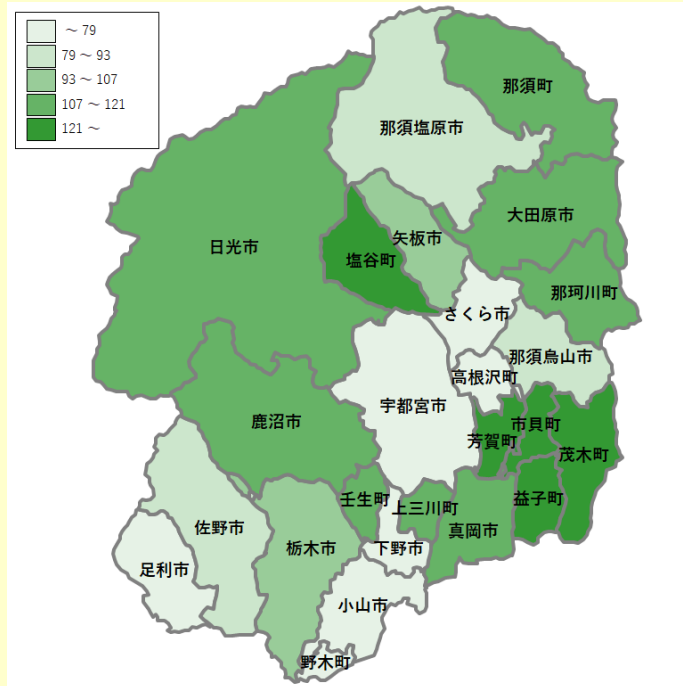 ～ 79
79 ～ 93
93 ～ 107
107 ～ 121
121 ～
那須町
那須塩原市
大田原市
矢板市
日光市
塩谷町
那珂川町
さくら市
那須烏山市
高根沢町
宇都宮市
鹿沼市
市貝町
芳賀町
茂木町
壬生町
益子町
上三川町
佐野市
真岡市
栃木市
下野市
足利市
小山市
野木町